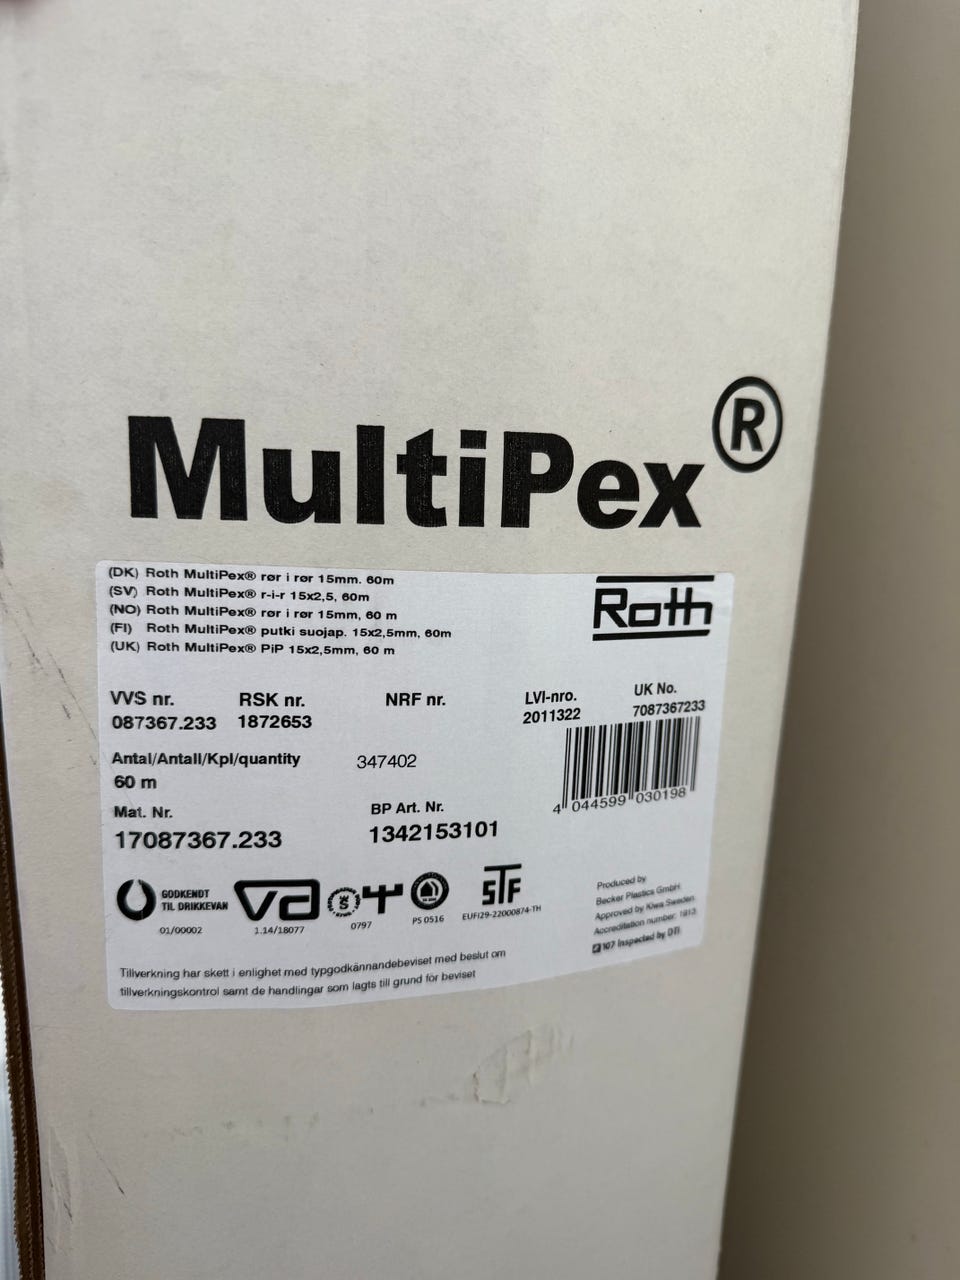 MultiPex®
(DK) Roth MultiPex® rør i rør 15mm. 60m
(SV) Roth MultiPex® r-i-r 15x2,5, 60m
(NO) Roth MultiPex® rør i rør 15mm, 60 m
(FI) Roth MultiPex® putki suojap. 15x2,5mm, 60m
(UK) Roth MultiPex® PiP 15x2,5mm, 60 m
Roth
VVS nr. RSK nr. NRF nr. LVI-nro. UK No.
087367.233 1872653 2011322 7087367233
Antal/Antall/Kpl/quantity 347402
60 m
4 044599 030198
Mat. Nr. BP Art. Nr.
17087367.233 1342153101
GODKENDT
TIL DRIKKEVAND
01/00002
va
1.14/18077
S
0797
PS 0516
STF
EUFI29-22000874-TH
Produced by
Becker Plastics GmbH
Approved by Kiwa Sweden
Accreditation number: 1913
107 Inspected by DTI
Tillverkning har skett i enlighet med typgodkännandebeviset med beslut om
tillverkningskontrol samt de handlingar som lagts till grund för beviset